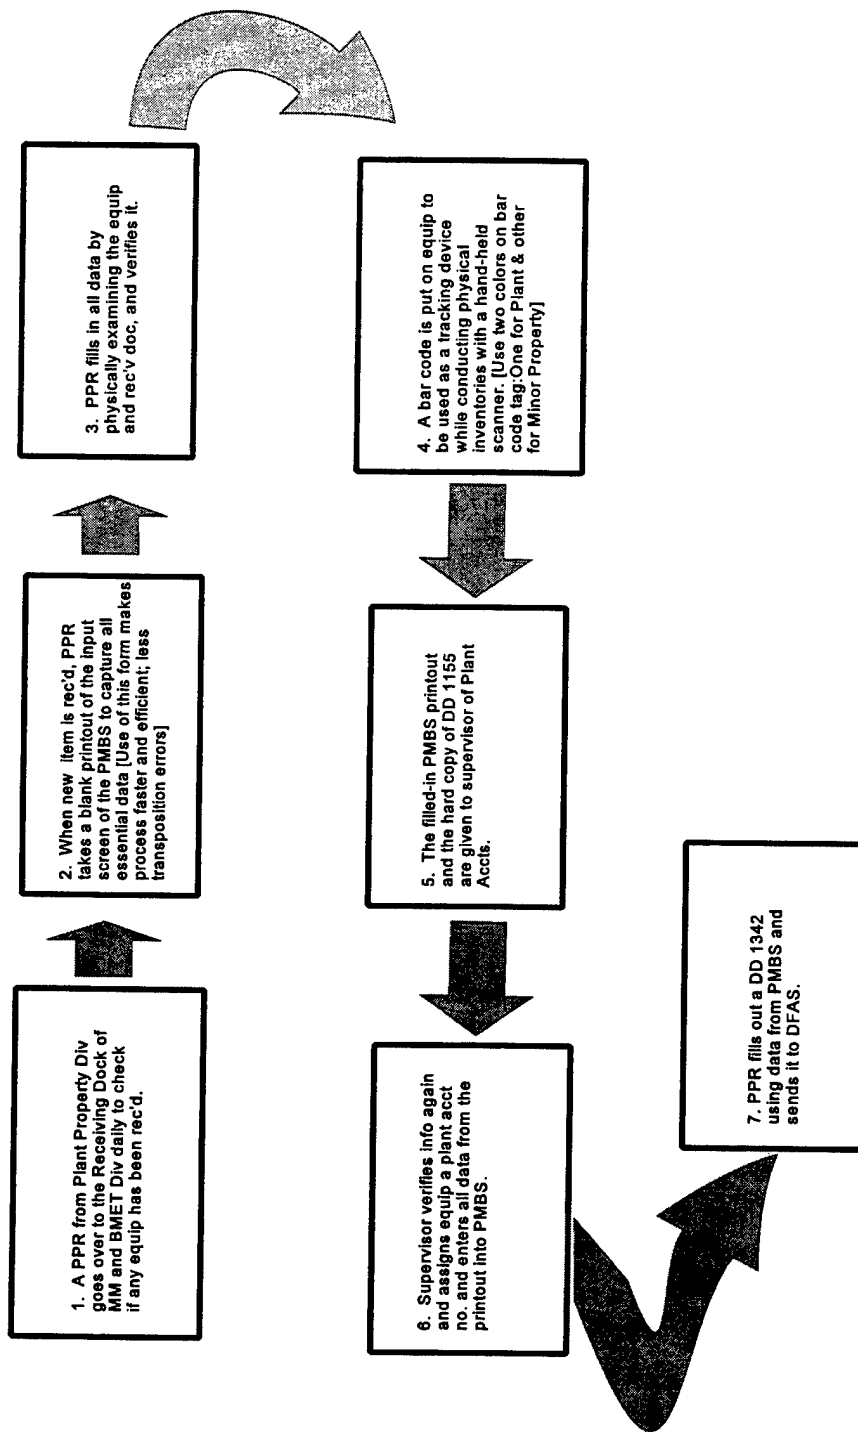 1. A PPR from Plant Property Div
goes over to the Receiving Dock of
MM and BMET Div daily to check
if any equip has been rec'd.
2. When new item is rec'd, PPR
takes a blank printout of the input
screen of the PMBS to capture all
essential data [Use of this form makes
process faster and efficient; less
transposition errors]
3. PPR fills in all data by
physically examining the equip
and rec'v doc, and verifies it.
4. A bar code is put on equip to
be used as a tracking device
while conducting physical
inventories with a hand-held
scanner. [Use two colors on bar
code tag:One for Plant & other
for Minor Property]
5. The filled-in PMBS printout
and the hard copy of DD 1155
are given to supervisor of Plant
Accts.
6. Supervisor verifies info again
and assigns equip a plant acct
no. and enters all data from the
printout into PMBS.
7. PPR fills out a DD 1342
using data from PMBS and
sends it to DFAS.